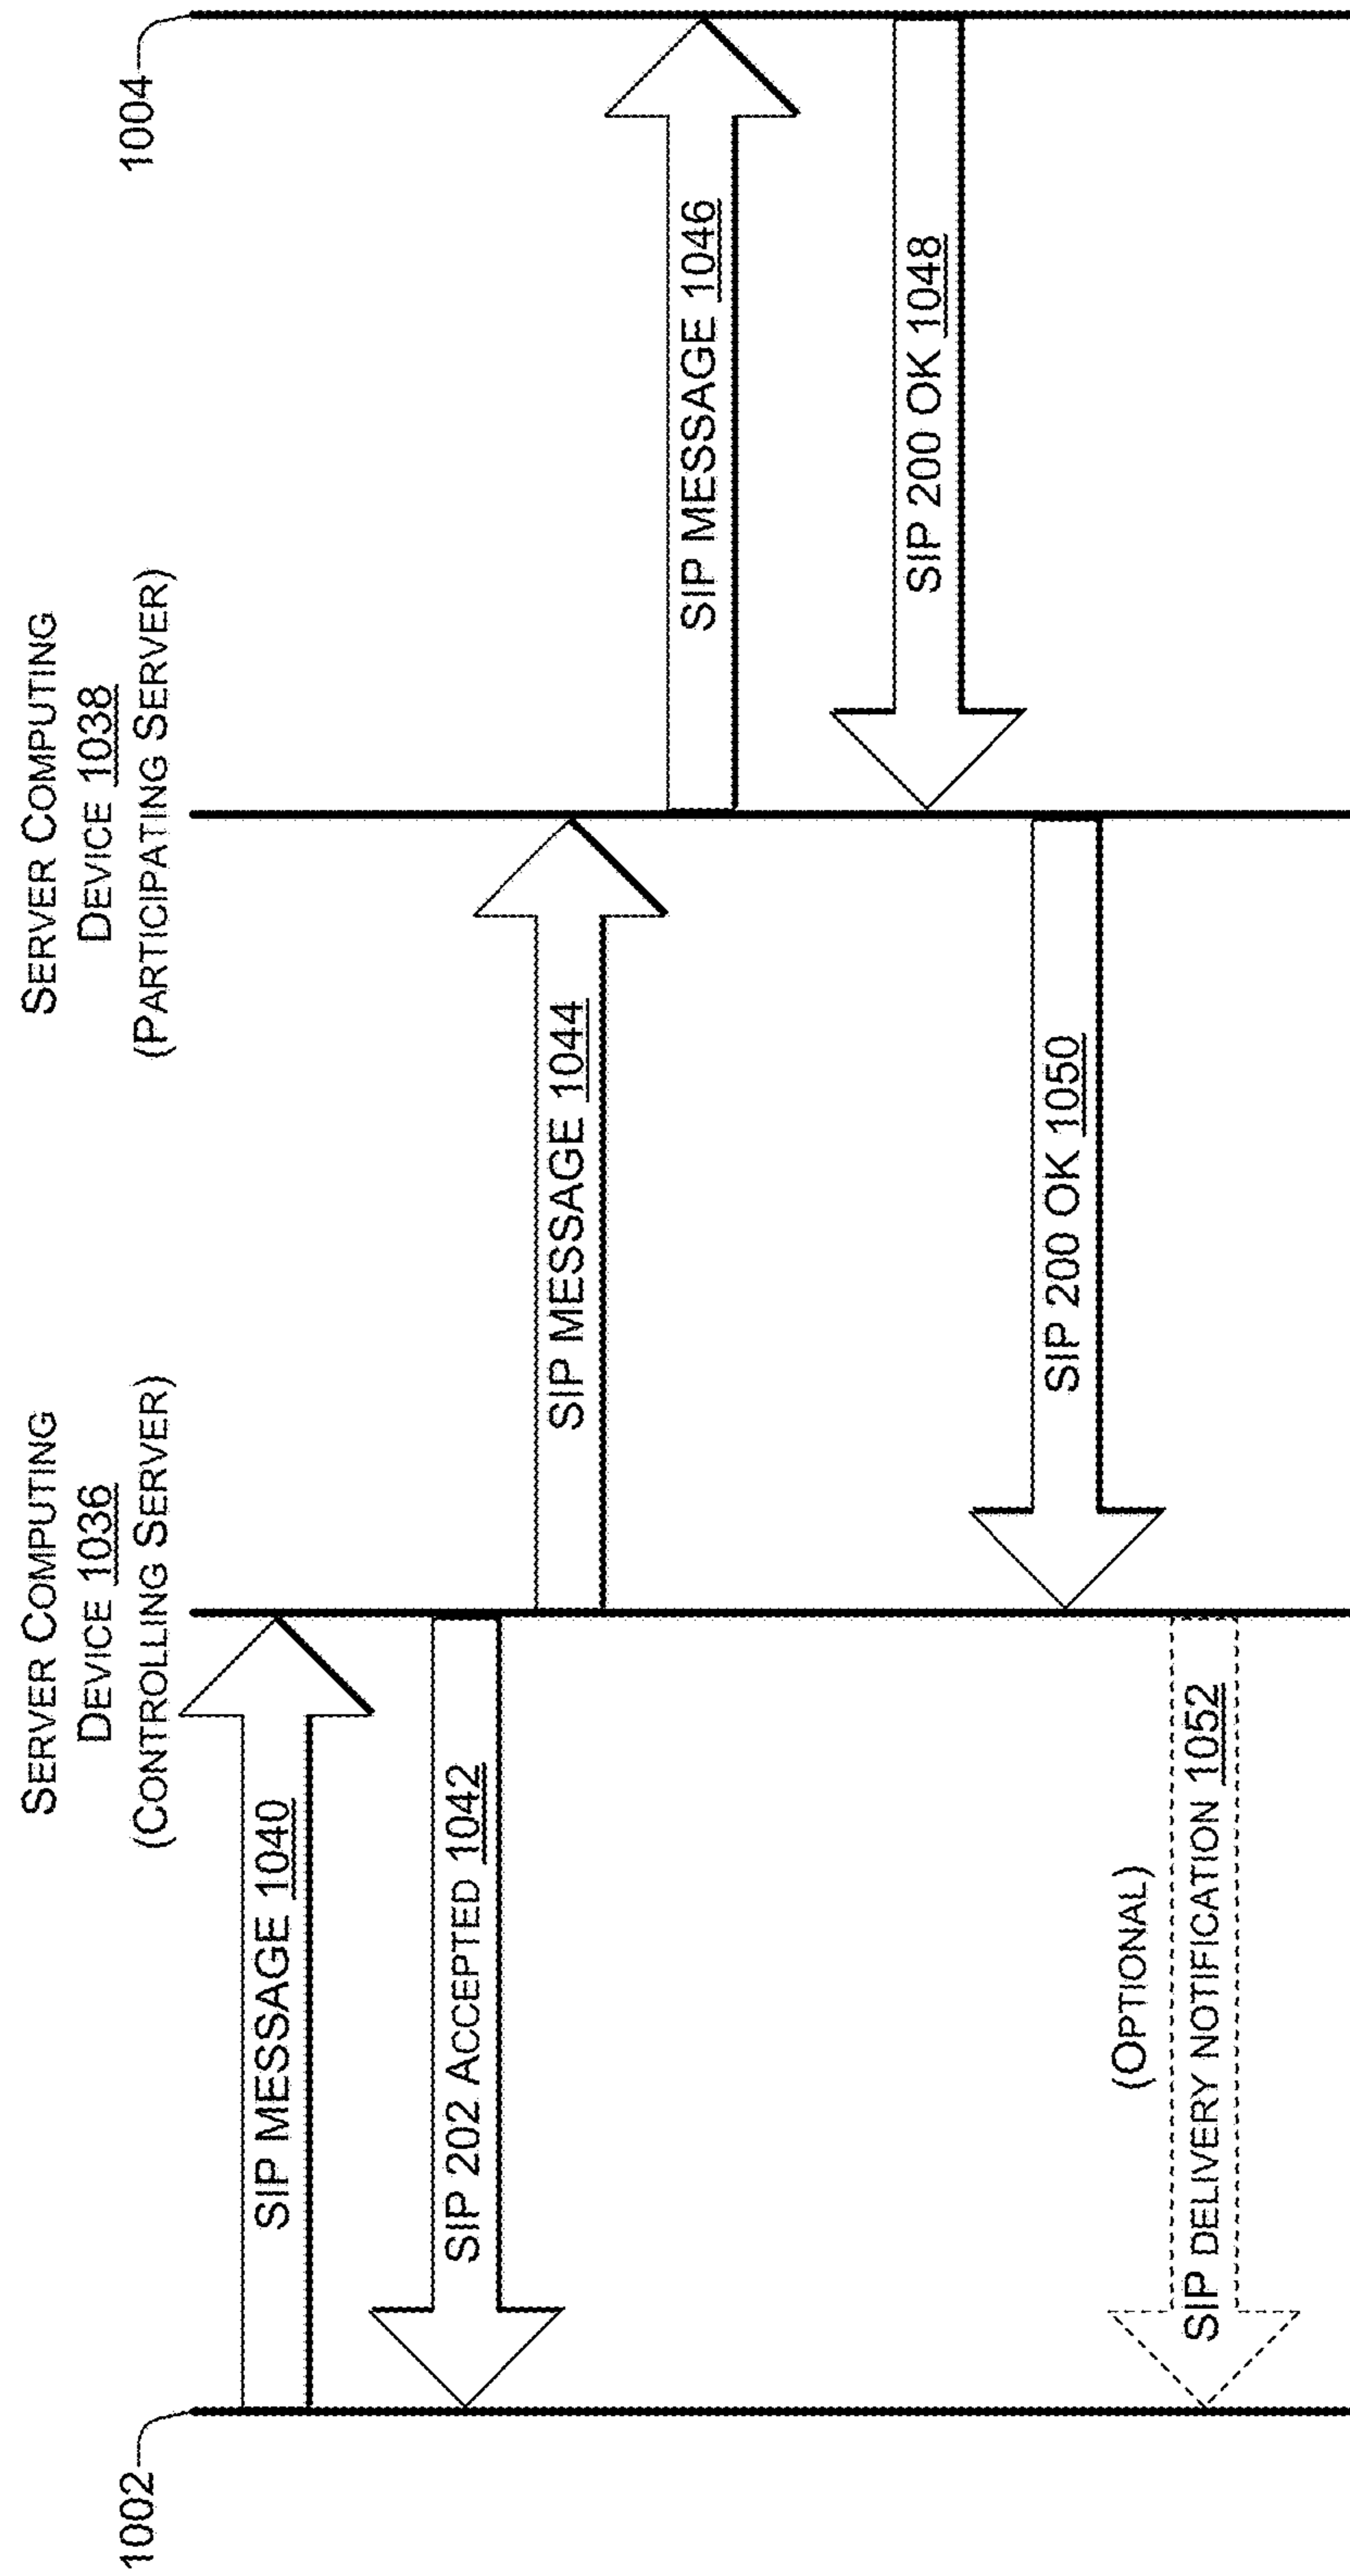 1002
SERVER COMPUTING
DEVICE 1036
(CONTROLLING SERVER)
SERVER COMPUTING
DEVICE 1038
(PARTICIPATING SERVER)
1004
SIP MESSAGE 1040
SIP 202 ACCEPTED 1042
SIP MESSAGE 1044
SIP MESSAGE 1046
SIP 200 OK 1048
SIP 200 OK 1050
(OPTIONAL)
SIP DELIVERY NOTIFICATION 1052